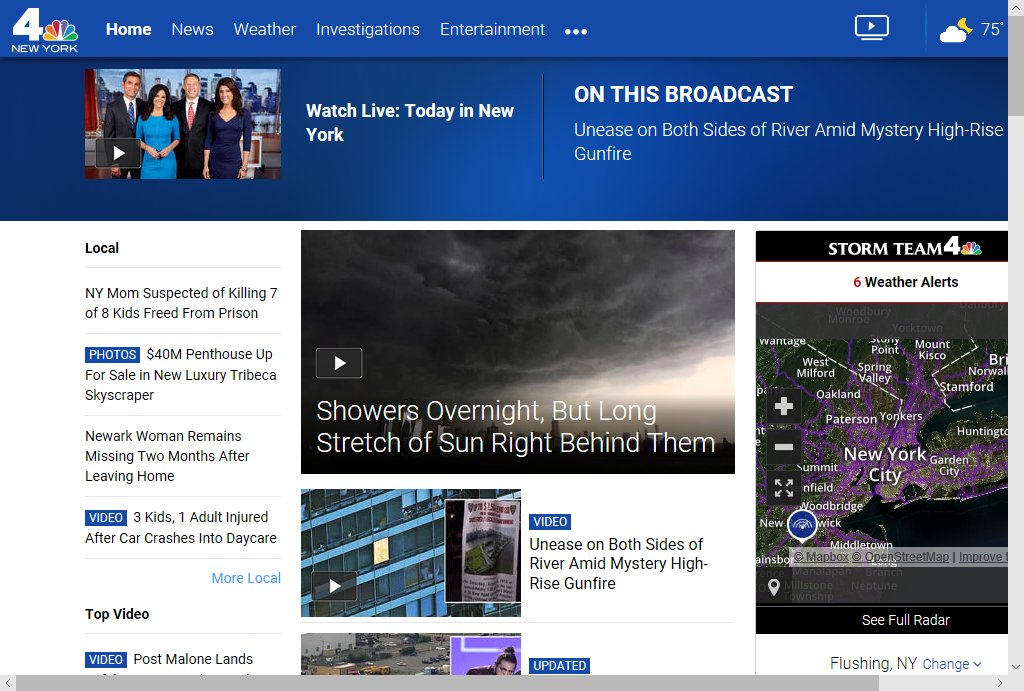 4
NEW YORK
Home
News
Weather
Investigations
Entertainment
75°
Watch Live: Today in New
York
ON THIS BROADCAST
Unease on Both Sides of River Amid Mystery High-Rise
Gunfire
Local
NY Mom Suspected of Killing 7
of 8 Kids Freed From Prison
PHOTOS $40M Penthouse Up
For Sale in New Luxury Tribeca
Skyscraper
Newark Woman Remains
Missing Two Months After
Leaving Home
VIDEO 3 Kids, 1 Adult Injured
After Car Crashes Into Daycare
More Local
Top Video
VIDEO Post Malone Lands
Showers Overnight, But Long
Stretch of Sun Right Behind Them
VIDEO
Unease on Both Sides of
River Amid Mystery High-
Rise Gunfire
UPDATED
STORM TEAM 4
6 Weather Alerts
Woodbury
Monroe
Danbury
Yorktown
Wantage
Stony
Point
Mount
Kisco
Bri
West
Milford
Spring
Valley
Norwal
Stamford
Oakland
Paterson
Yonkers
Huntingto
New York
City
Garden
City
Summit
nfield
Woodbridge
New
wick
Middletown
ainsbor
Long
© Mapbox © OpenStreetMap | Improve t
Manalapan
Branch
Millstone
Township
Neptune
See Full Radar
Flushing, NY Change